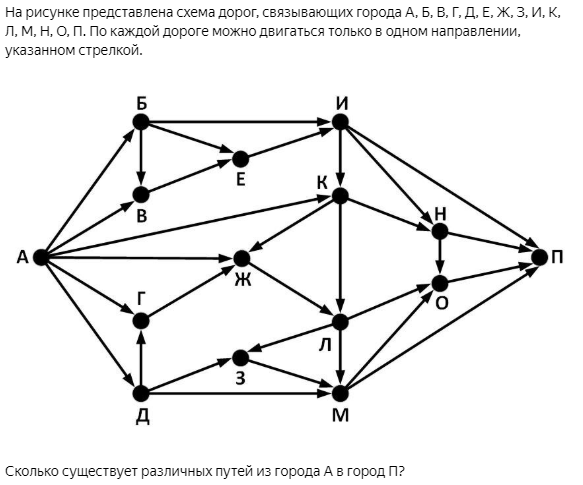 На рисунке представлена схема дорог, связывающих города А, Б, В, Г, Д, Е, Ж, З, И, К,
Л, М, Н, О, П. По каждой дороге можно двигаться только в одном направлении,
указанном стрелкой.
Б
И
Е
К
В
Н
А
П
Ж
Г
О
Л
З
Д
М
Сколько существует различных путей из города А в город П?